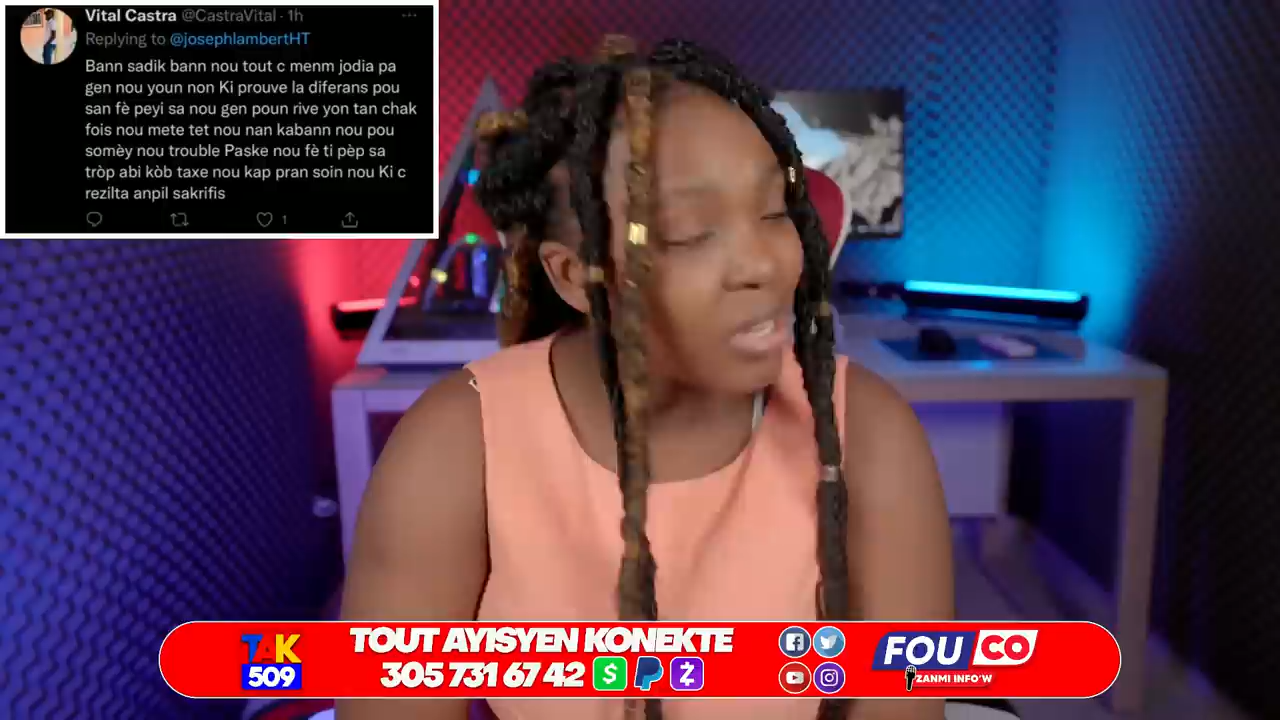 Vital Castra @CastraVital · 1h
Replying to @josephlambertHT
Bann sadik bann nou tout c menm jodia pa
gen nou youn non Ki prouve la diferans pou
san fè peyi sa nou gen poun rive yon tan chak
fois nou mete tet nou nan kabann nou pou
somèy nou trouble Paske nou fè ti pèp sa
tròp abi kòb taxe nou kap pran soin nou Ki c
rezilta anpil sakrifis
1
TAK
509
TOUT AYISYEN KONEKTE
305 731 67 42
FOU CO
ZANMI INFO'W